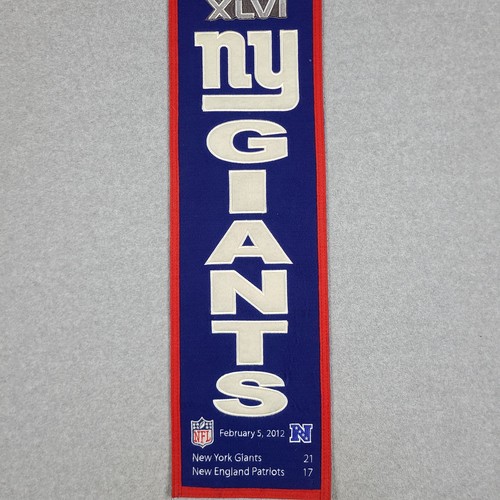 XLVI
ny
GIANTS
NFL February 5, 2012 N
New York Giants 21
New England Patriots 17